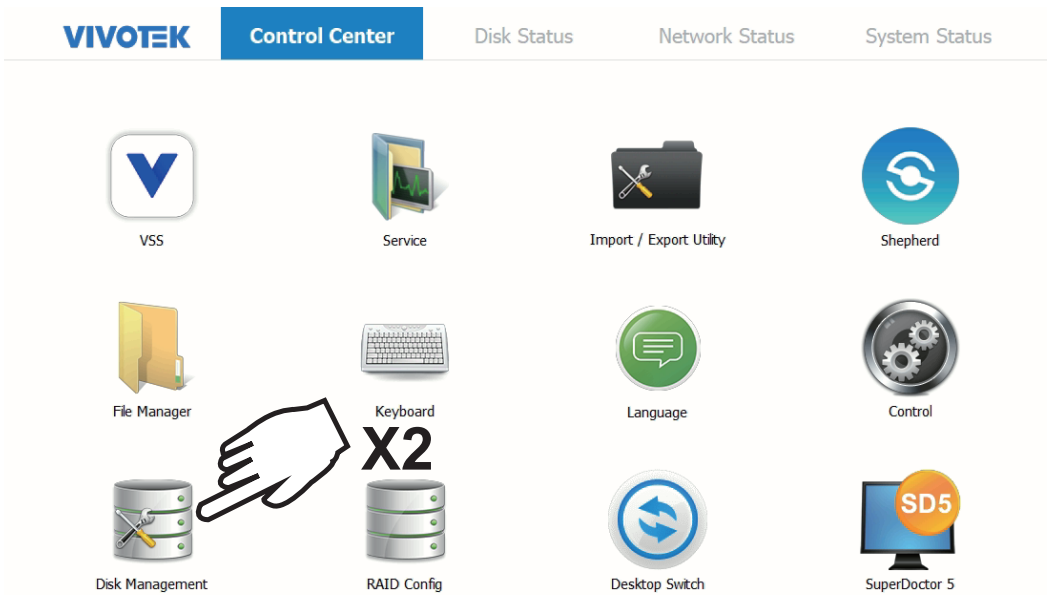 VIVOTEK Control Center Disk Status Network Status System Status
V
VSS Service Import / Export Utility Shepherd
File Manager Keyboard Language Control
X2
SD5
Disk Management RAID Config Desktop Switch SuperDoctor 5